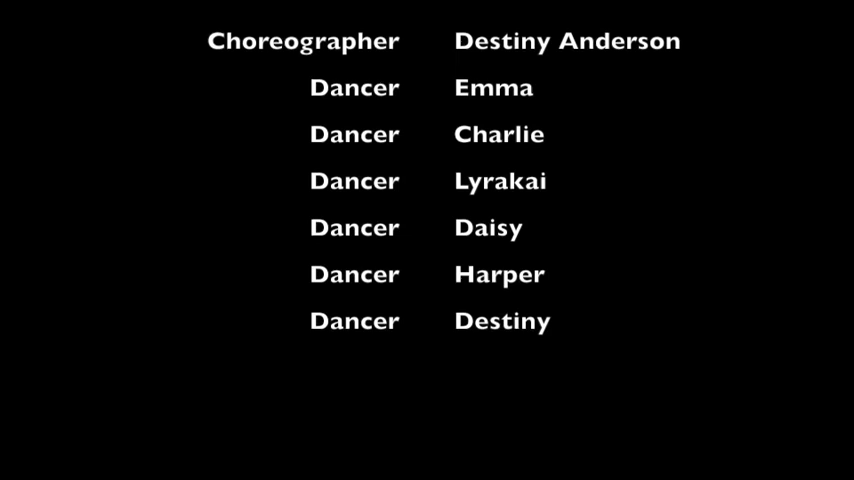 Choreographer Destiny Anderson
Dancer Emma
Dancer Charlie
Dancer Lyrakai
Dancer Daisy
Dancer Harper
Dancer Destiny